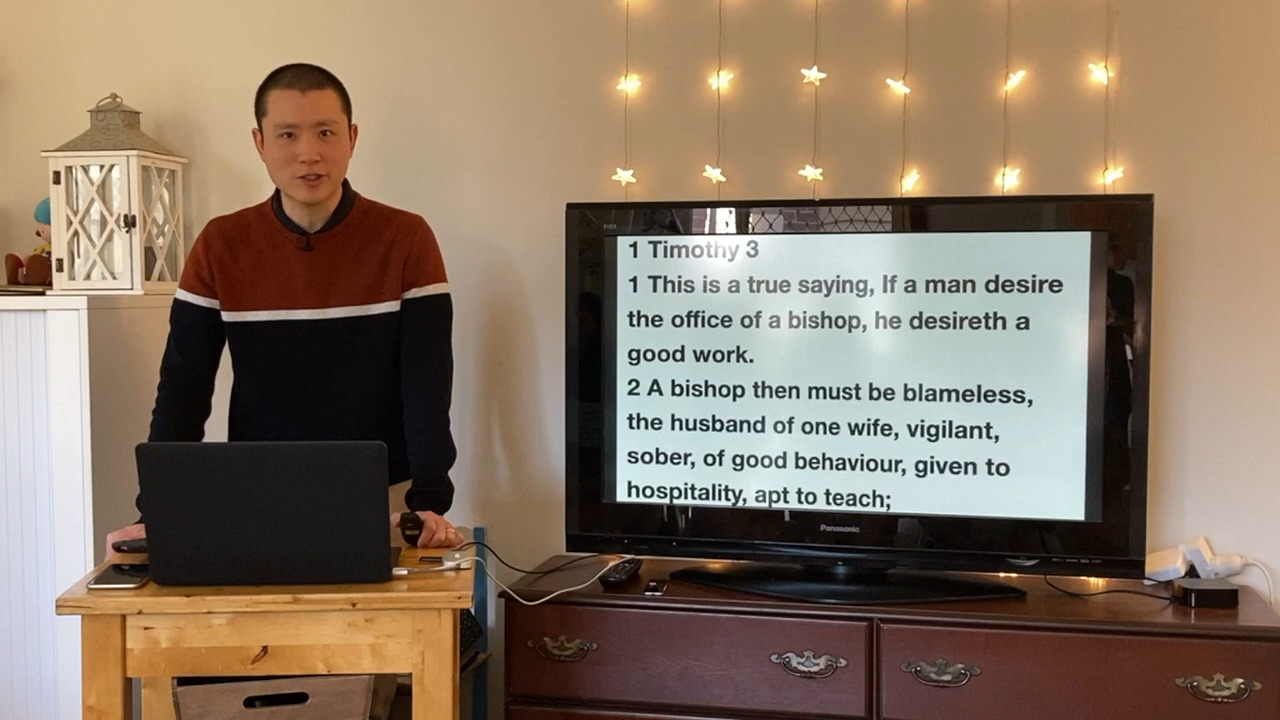 1 Timothy 3
1 This is a true saying, If a man desire
the office of a bishop, he desireth a
good work.
2 A bishop then must be blameless,
the husband of one wife, vigilant,
sober, of good behaviour, given to
hospitality, apt to teach;
Panasonic